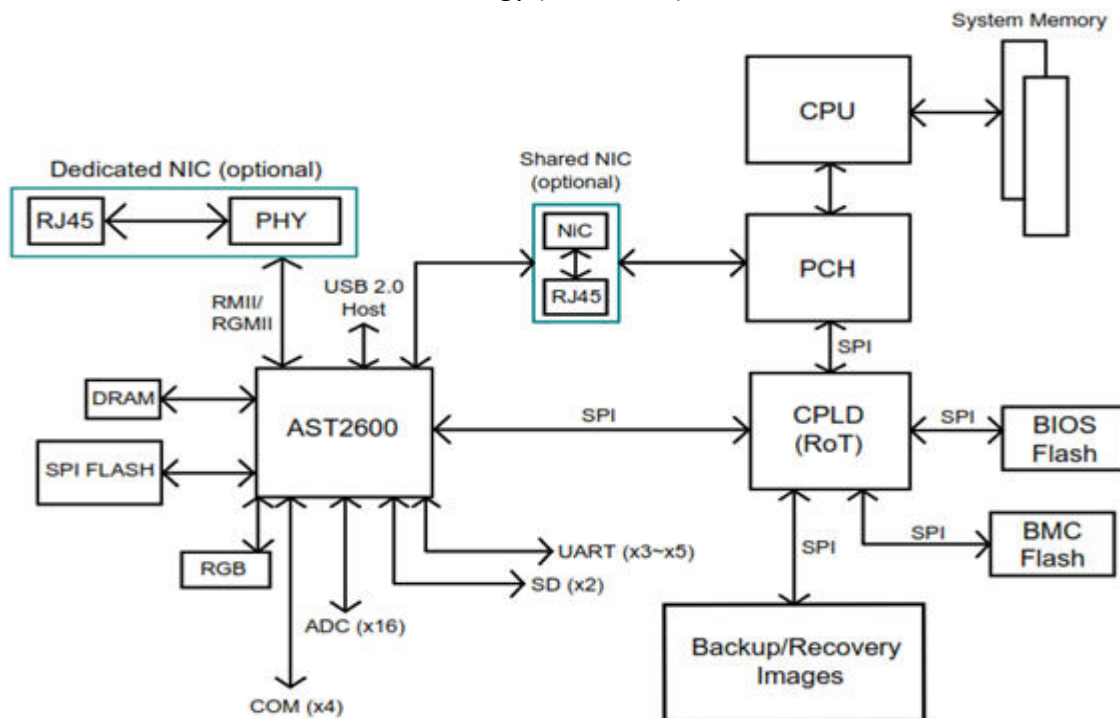 System Memory
CPU
Dedicated NIC (optional)
RJ45
PHY
Shared NIC
(optional)
NiC
RJ45
PCH
RMII/
RGMII
USB 2.0
Host
SPI
DRAM
AST2600
SPI
CPLD
(RoT)
SPI
BIOS
Flash
SPI FLASH
RGB
UART (x3~x5)
SD (x2)
ADC (x16)
COM (x4)
SPI
SPI
BMC
Flash
Backup/Recovery
Images